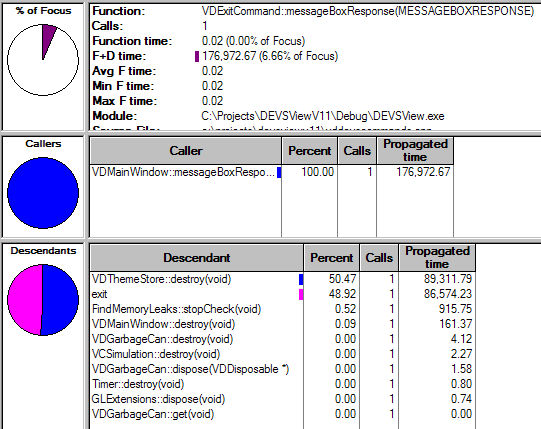 % of Focus
Function: VDExitCommand::messageBoxResponse(MESSAGEBOXRESPONSE)
Calls: 1
Function time: 0.02 (0.00% of Focus)
F+D time: 176,972.67 (6.66% of Focus)
Avg F time: 0.02
Min F time: 0.02
Max F time: 0.02
Module: C:\Projects\DEVSViewV11\Debug\DEVSView.exe
Callers
Caller Percent Calls Propagated time
VDMainWindow::messageBoxRespo... 100.00 1 176,972.67
Descendants
Descendant Percent Calls Propagated time
VDThemeStore::destroy(void) 50.47 1 89,311.79
exit 48.92 1 86,574.23
FindMemoryLeaks::stopCheck(void) 0.52 1 915.75
VDMainWindow::destroy(void) 0.09 1 161.37
VDGarbageCan::destroy(void) 0.00 1 4.12
VCSimulation::destroy(void) 0.00 1 2.27
VDGarbageCan::dispose(VDDisposable *) 0.00 1 1.58
Timer::destroy(void) 0.00 1 0.80
GLExtensions::dispose(void) 0.00 1 0.74
VDGarbageCan::get(void) 0.00 1 0.00